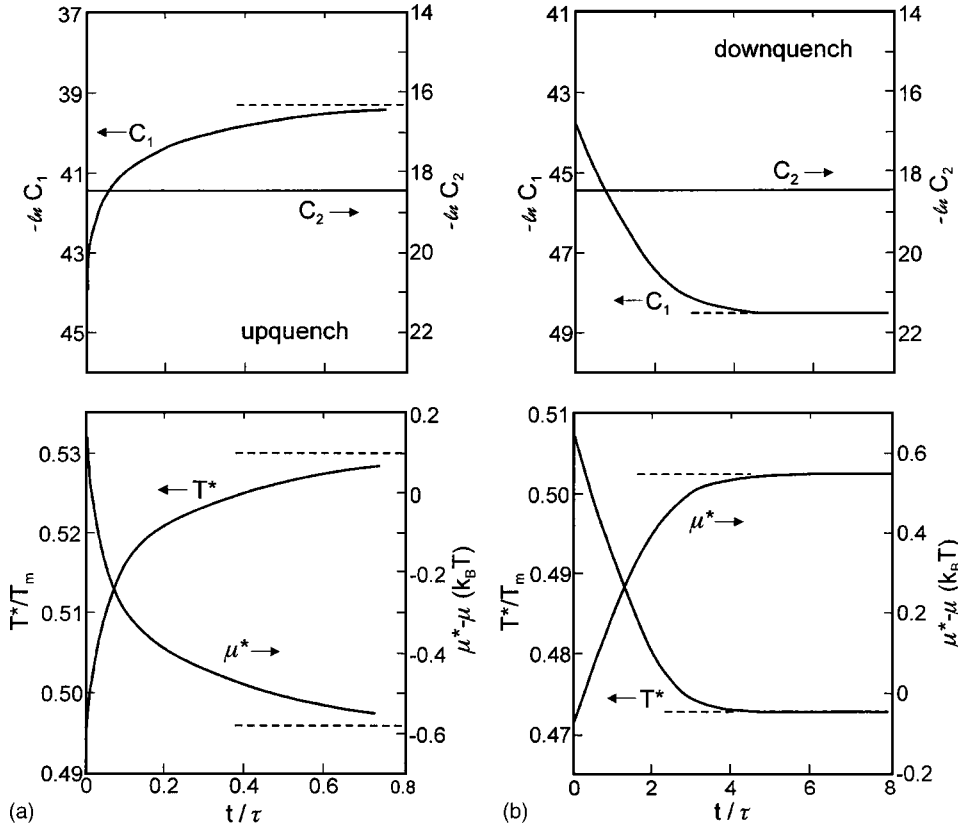 37
39
41
43
45
-ln C1
14
16
18
20
22
-ln C2
← C1
C2 →
upquench
41
43
45
47
49
-ln C1
14
16
18
20
22
-ln C2
downquench
C2 →
← C1
0.53
0.52
0.51
0.50
0.49
T*/Tm
0.2
0
-0.2
-0.4
-0.6
μ*-μ (kBT)
← T*
μ* →
0
0.2
0.4
0.6
0.8
t / τ
(a)
0.51
0.50
0.49
0.48
0.47
T*/Tm
0.6
0.4
0.2
0
-0.2
μ*-μ (kBT)
μ* →
← T*
0
2
4
6
8
t / τ
(b)